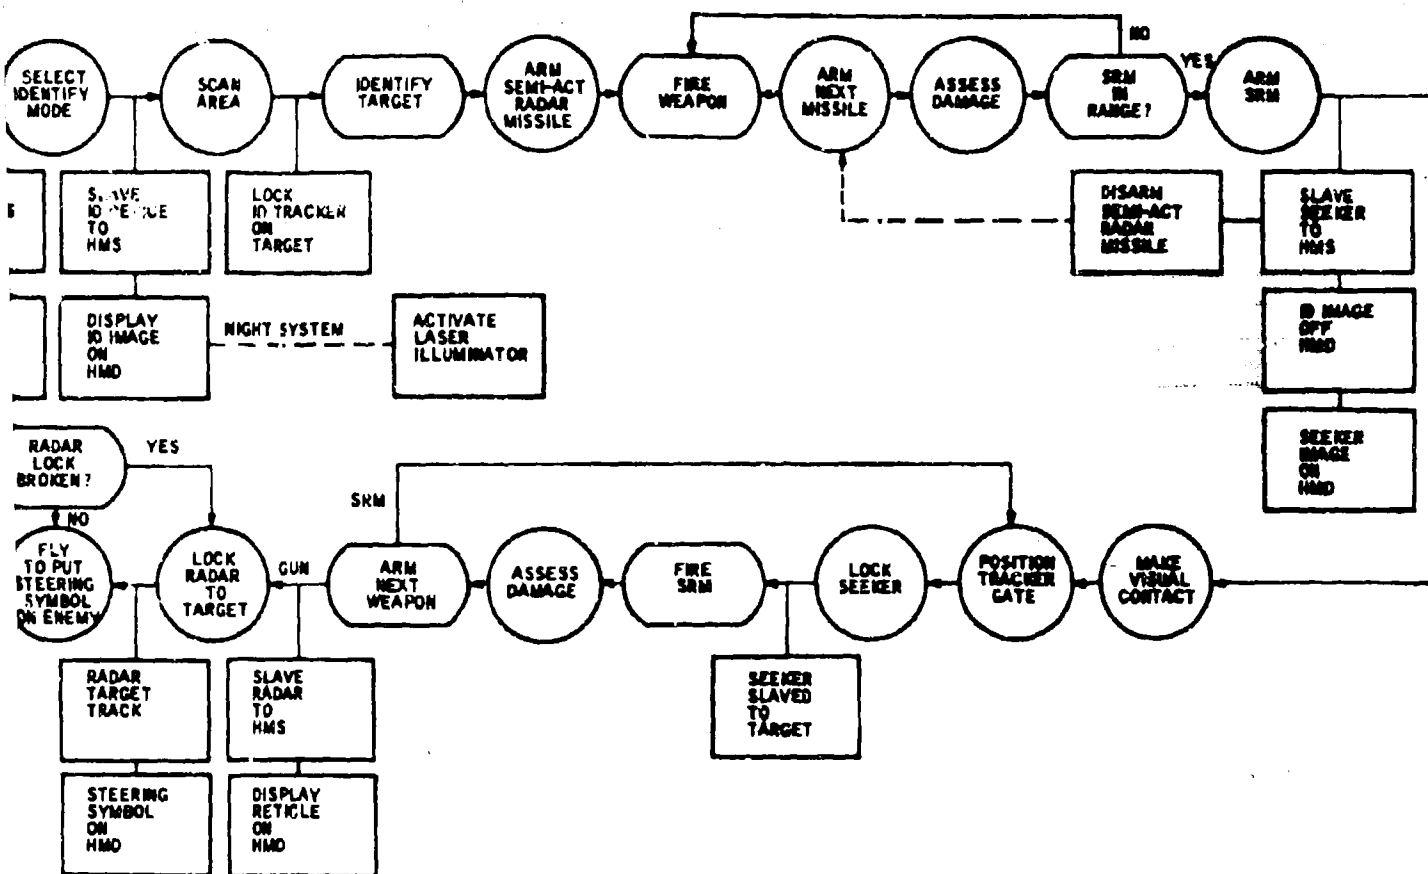 SELECT
IDENTIFY
MODE
SCAN
AREA
IDENTIFY
TARGET
ARM
SEMI-ACT
RADAR
MISSILE
FIRE
WEAPON
ARM
NEXT
MISSILE
ASSESS
DAMAGE
SRM
IN
RANGE?
NO
YES
ARM
SRM
SLAVE
ID DEVICE
TO
HMS
LOCK
ID TRACKER
ON
TARGET
DISARM
SEMI-ACT
RADAR
MISSILE
SLAVE
SEEKER
TO
HMS
DISPLAY
ID IMAGE
ON
HMD
NIGHT SYSTEM
ACTIVATE
LASER
ILLUMINATOR
ID IMAGE
OFF
HMD
SEEKER
IMAGE
ON
HMD
RADAR
LOCK
BROKEN?
YES
NO
FLY
TO PUT
STEERING
SYMBOL
ON ENEMY
LOCK
RADAR
TO
TARGET
GUN
SRM
ARM
NEXT
WEAPON
ASSESS
DAMAGE
FIRE
SRM
LOCK
SEEKER
POSITION
TRACKER
GATE
MAKE
VISUAL
CONTACT
RADAR
TARGET
TRACK
SLAVE
RADAR
TO
HMS
SEEKER
SLAVED
TO
TARGET
STEERING
SYMBOL
ON
HMD
DISPLAY
RETICLE
ON
HMD